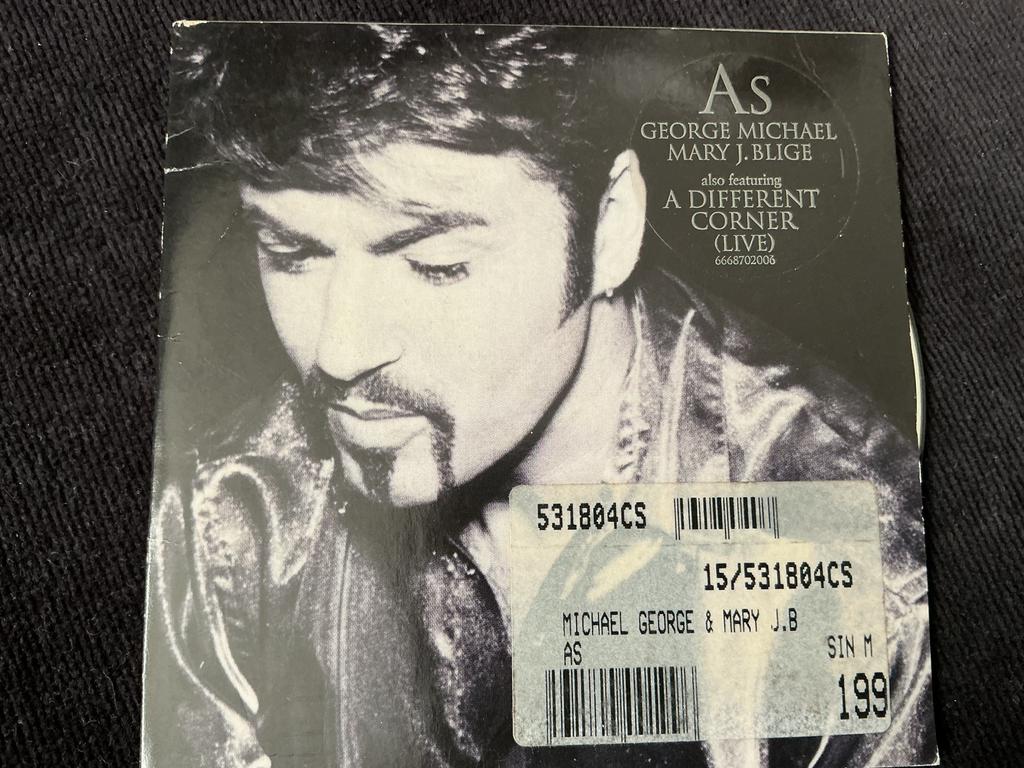 As
GEORGE MICHAEL
MARY J. BLIGE
also featuring
A DIFFERENT
CORNER
(LIVE)
6668702003
531804CS
15/531804CS
MICHAEL GEORGE & MARY J.B
AS
SIN M
199